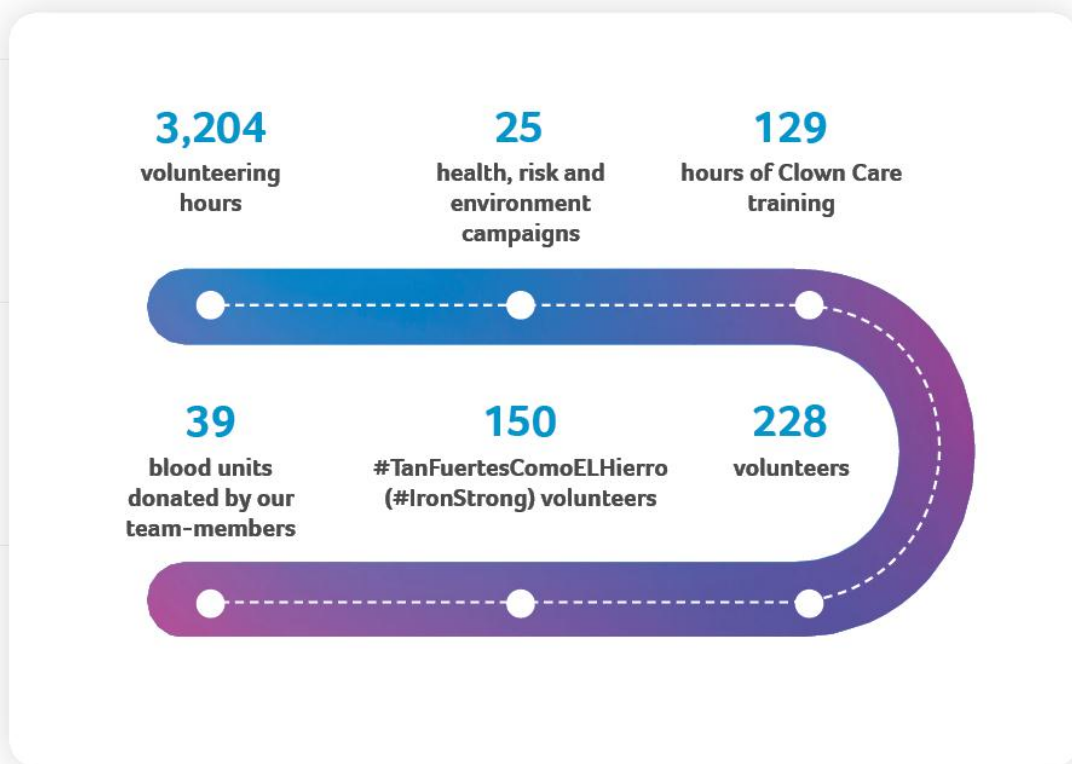 3,204
volunteering
hours
25
health, risk and
environment
campaigns
129
hours of Clown Care
training
39
blood units
donated by our
team-members
150
#TanFuertesComoELHierro
(#IronStrong) volunteers
228
volunteers